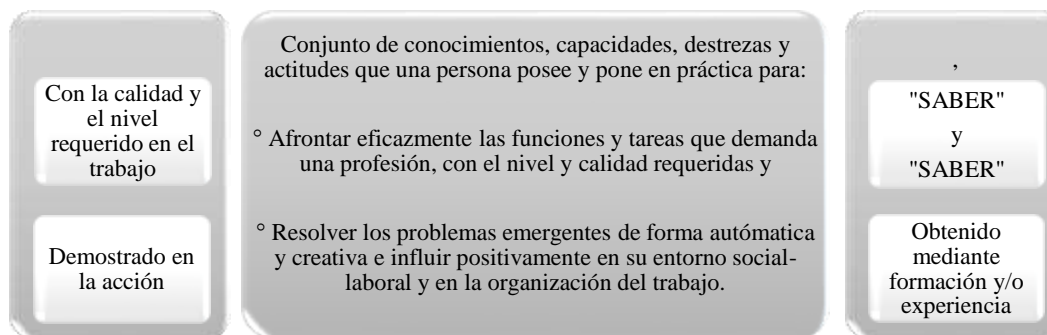 Con la calidad y
el nivel
requerido en el
trabajo
Demostrado en
la acción
Conjunto de conocimientos, capacidades, destrezas y
actitudes que una persona posee y pone en práctica para:
° Afrontar eficazmente las funciones y tareas que demanda
una profesión, con el nivel y calidad requeridas y
° Resolver los problemas emergentes de forma autómatica
y creativa e influir positivamente en su entorno social-
laboral y en la organización del trabajo.
,
"SABER"
y
"SABER"
Obtenido
mediante
formación y/o
experiencia